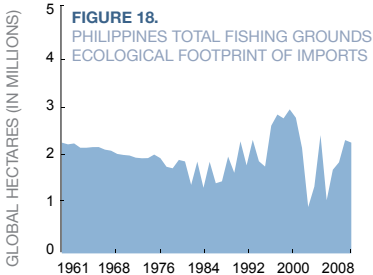 FIGURE 18.
PHILIPPINES TOTAL FISHING GROUNDS
ECOLOGICAL FOOTPRINT OF IMPORTS
GLOBAL HECTARES (IN MILLIONS)
5
4
3
2
1
0
1961 1968 1976 1984 1992 2000 2008